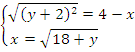 √(y + 2)² = 4 − x
x = √18 + y